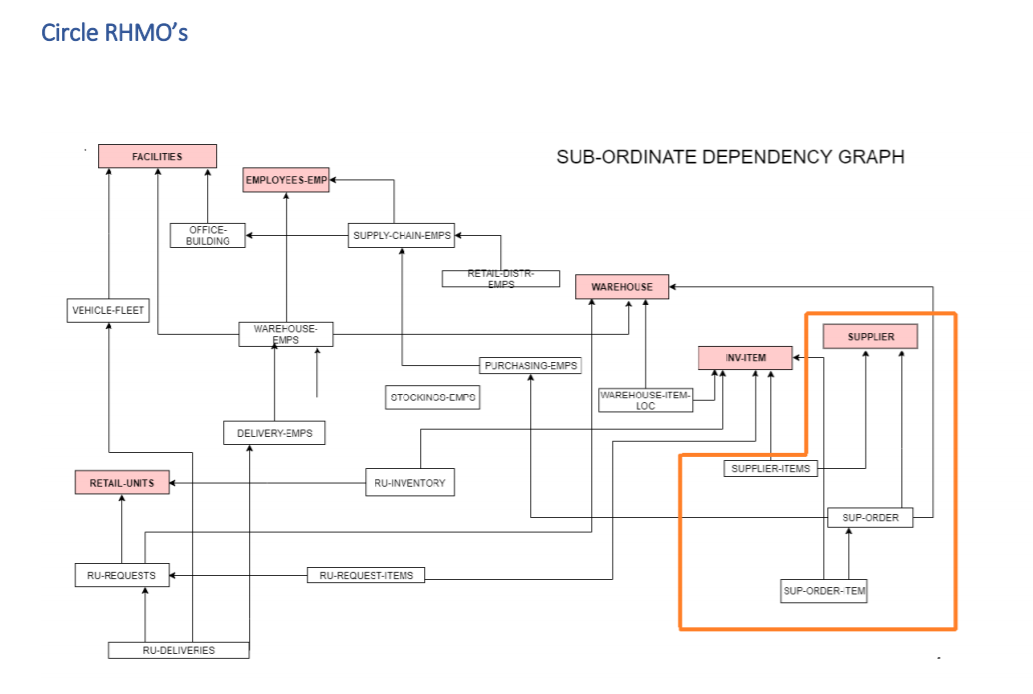 Circle RHMO's
SUB-ORDINATE DEPENDENCY GRAPH
FACILITIES
EMPLOYEES-EMP
OFFICE-
BUILDING
SUPPLY-CHAIN-EMPS
RETAIL-DISTR-
EMPS
WAREHOUSE
VEHICLE-FLEET
WAREHOUSE-
EMPS
SUPPLIER
INV-ITEM
PURCHASING-EMPS
STOCKINGS-EMPS
WAREHOUSE-ITEM-
LOC
DELIVERY-EMPS
SUPPLIER-ITEMS
RETAIL-UNITS
RU-INVENTORY
SUP-ORDER
RU-REQUESTS
RU-REQUEST-ITEMS
SUP-ORDER-ITEM
RU-DELIVERIES